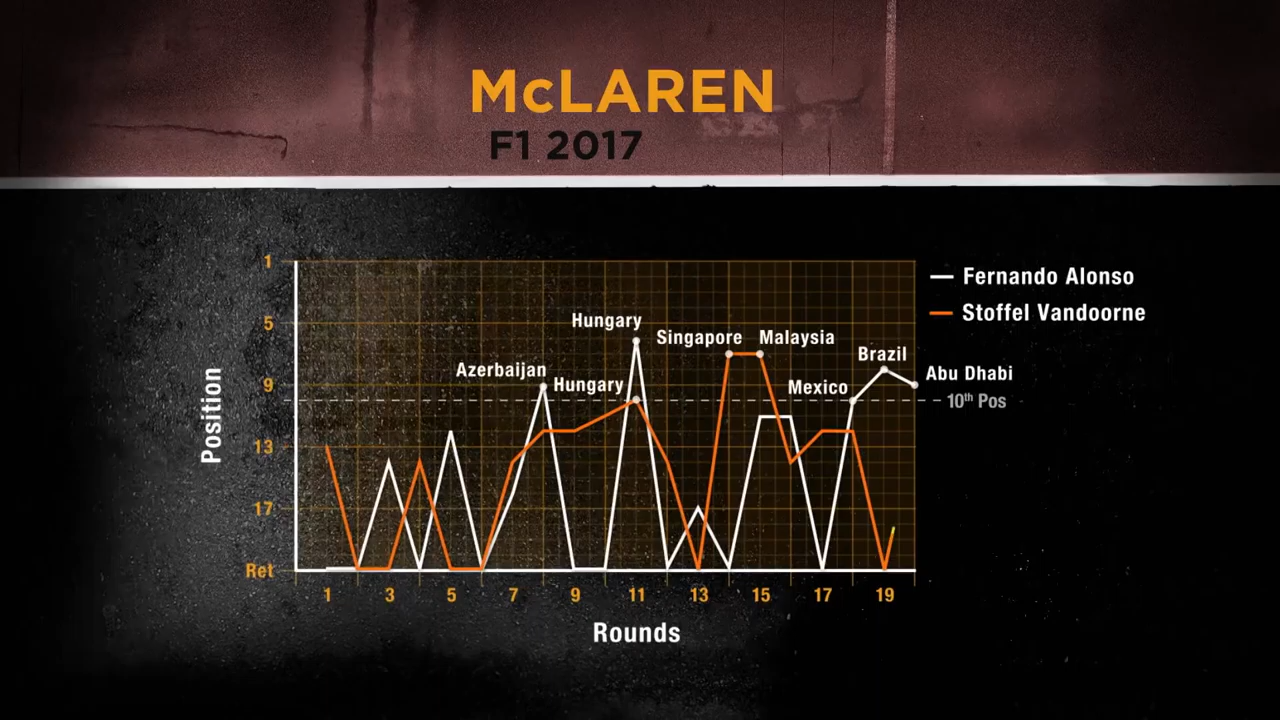 McLAREN
F1 2017
Fernando Alonso
Stoffel Vandoorne
Position
1
5
9
13
17
Ret
Azerbaijan
Hungary
Hungary
Singapore
Malaysia
Mexico
Brazil
Abu Dhabi
10th Pos
1 3 5 7 9 11 13 15 17 19
Rounds